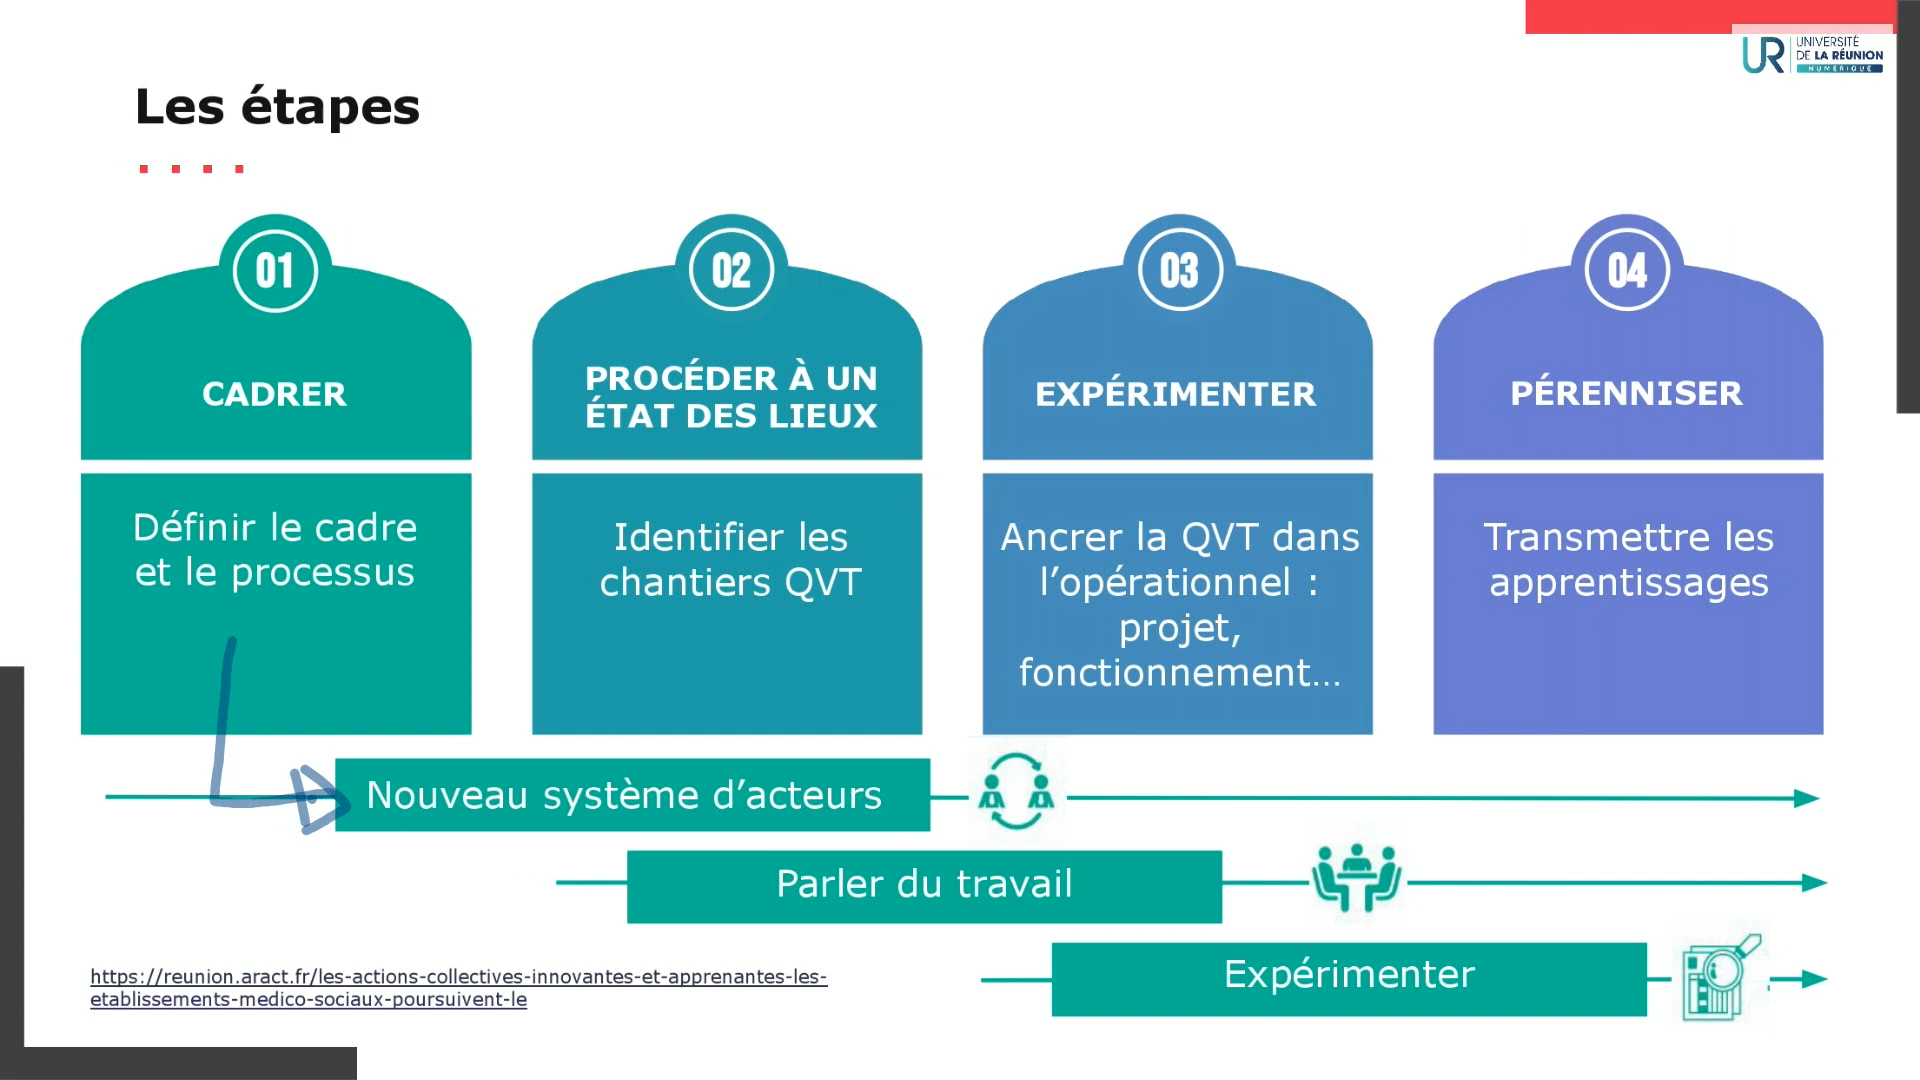 UNIVERSITÉ
DE LA RÉUNION
NUMÉRIQUE
UR
Les étapes
01
CADRER
Définir le cadre
et le processus
02
PROCÉDER À UN
ÉTAT DES LIEUX
Identifier les
chantiers QVT
03
EXPÉRIMENTER
Ancrer la QVT dans
l’opérationnel :
projet,
fonctionnement...
04
PÉRENNISER
Transmettre les
apprentissages
Nouveau système d’acteurs
Parler du travail
Expérimenter
https://reunion.aract.fr/les-actions-collectives-innovantes-et-apprenantes-les-
etablissements-medico-sociaux-poursuivent-le